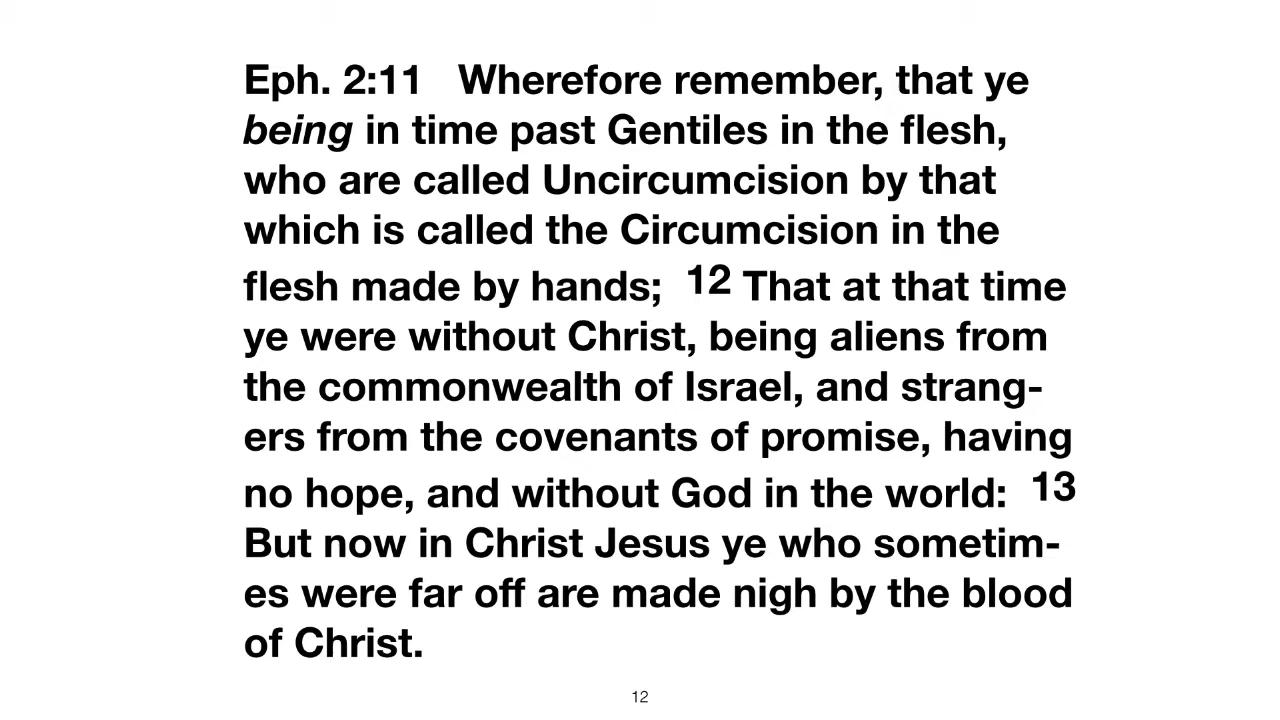 Eph. 2:11 Wherefore remember, that ye
being in time past Gentiles in the flesh,
who are called Uncircumcision by that
which is called the Circumcision in the
flesh made by hands; 12 That at that time
ye were without Christ, being aliens from
the commonwealth of Israel, and strang-
ers from the covenants of promise, having
no hope, and without God in the world: 13
But now in Christ Jesus ye who sometim-
es were far off are made nigh by the blood
of Christ.
12